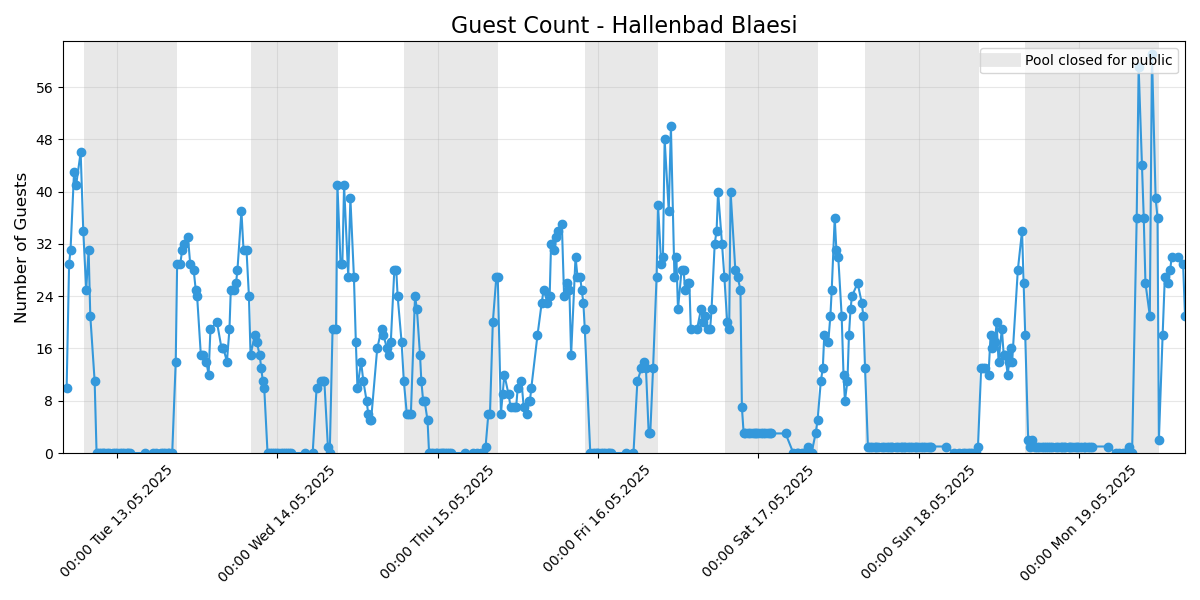 Guest Count - Hallenbad Blaesi
Pool closed for public
Number of Guests
56
48
40
32
24
16
8
0
00:00 Tue 13.05.2025
00:00 Wed 14.05.2025
00:00 Thu 15.05.2025
00:00 Fri 16.05.2025
00:00 Sat 17.05.2025
00:00 Sun 18.05.2025
00:00 Mon 19.05.2025